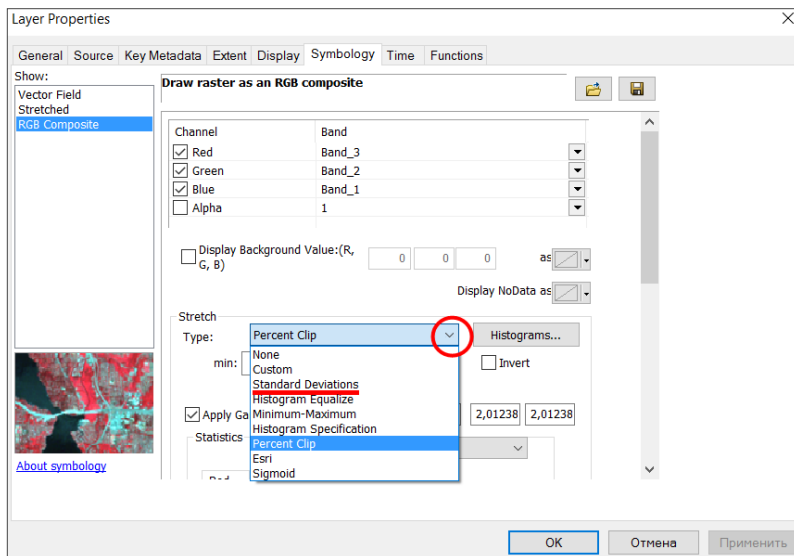 Layer Properties
General Source Key Metadata Extent Display Symbology Time Functions
Show:
Vector Field
Stretched
RGB Composite
Draw raster as an RGB composite
Channel Band
Red Band_3
Green Band_2
Blue Band_1
Alpha 1
Display Background Value:(R, G, B) 0 0 0 as
Display NoData as
Stretch
Type: Percent Clip Histograms...
min: Invert
None
Custom
Standard Deviations
Histogram Equalize
Minimum-Maximum
Histogram Specification
Percent Clip
Esri
Sigmoid
Apply Ga 2,01238 2,01238
Statistics
About symbology
OK Отмена Применить